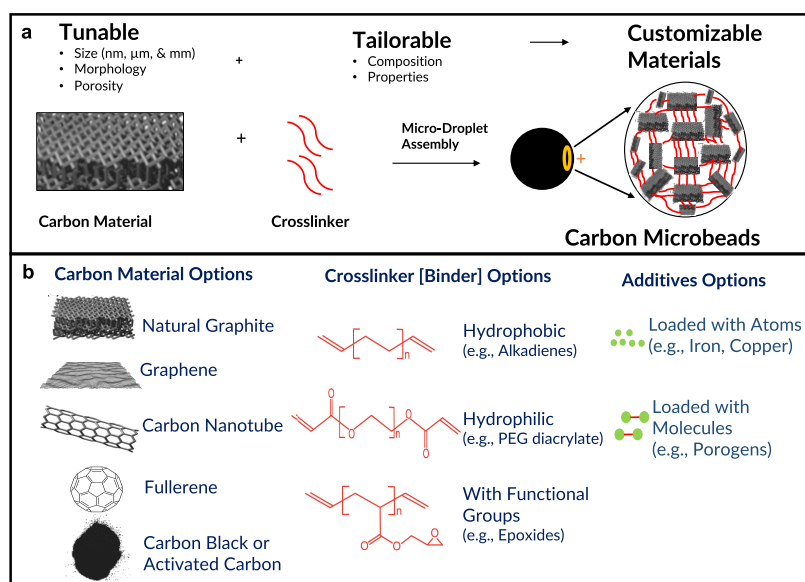 a
Tunable
• Size (nm, μm, & mm)
• Morphology
• Porosity
+
Tailorable
• Composition
• Properties
Customizable
Materials
+
Micro-Droplet
Assembly
+
Carbon Material
Crosslinker
Carbon Microbeads
b
Carbon Material Options
Natural Graphite
Graphene
Carbon Nanotube
Fullerene
Carbon Black or
Activated Carbon
Crosslinker [Binder] Options
n
Hydrophobic
(e.g., Alkadienes)
O
O
n
O
O
Hydrophilic
(e.g., PEG diacrylate)
n
O
O
O
With Functional
Groups
(e.g., Epoxides)
Additives Options
Loaded with Atoms
(e.g., Iron, Copper)
Loaded with
Molecules
(e.g., Porogens)